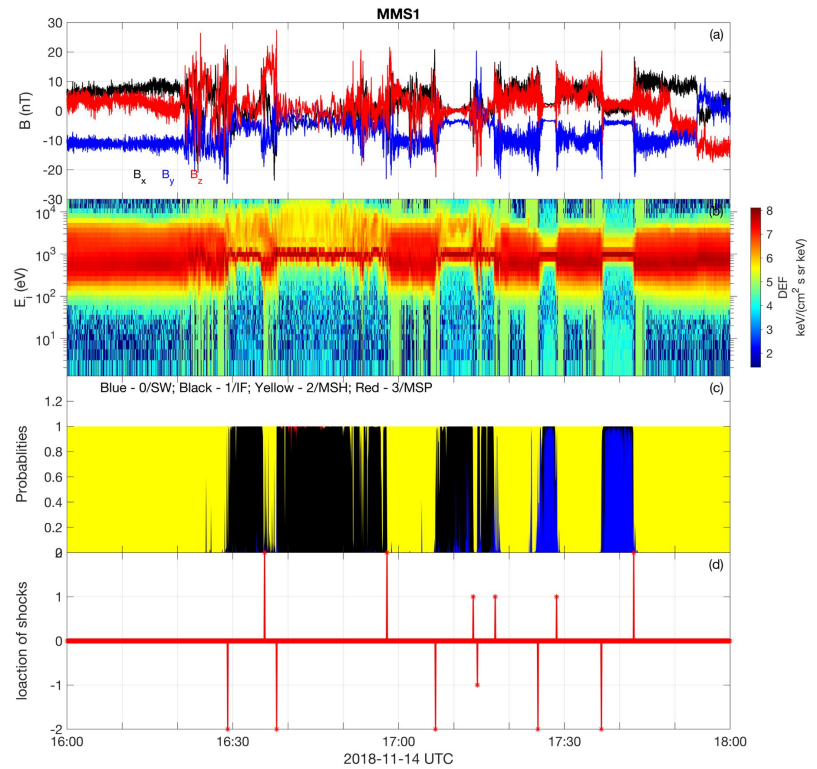 MMS1
30
(a)
20
10
0
-10
-20
-30
B (nT)
Bx By Bz
(b)
10^4
10^3
10^2
10^1
E_i (eV)
8
7
6
5
4
3
2
DEF
keV/(cm^2 s sr keV)
Blue - 0/SW; Black - 1/IF; Yellow - 2/MSH; Red - 3/MSP
(c)
1.2
1
0.8
0.6
0.4
0.2
Probablities
(d)
1
0
-1
-2
loaction of shocks
16:00 16:30 17:00 17:30 18:00
2018-11-14 UTC